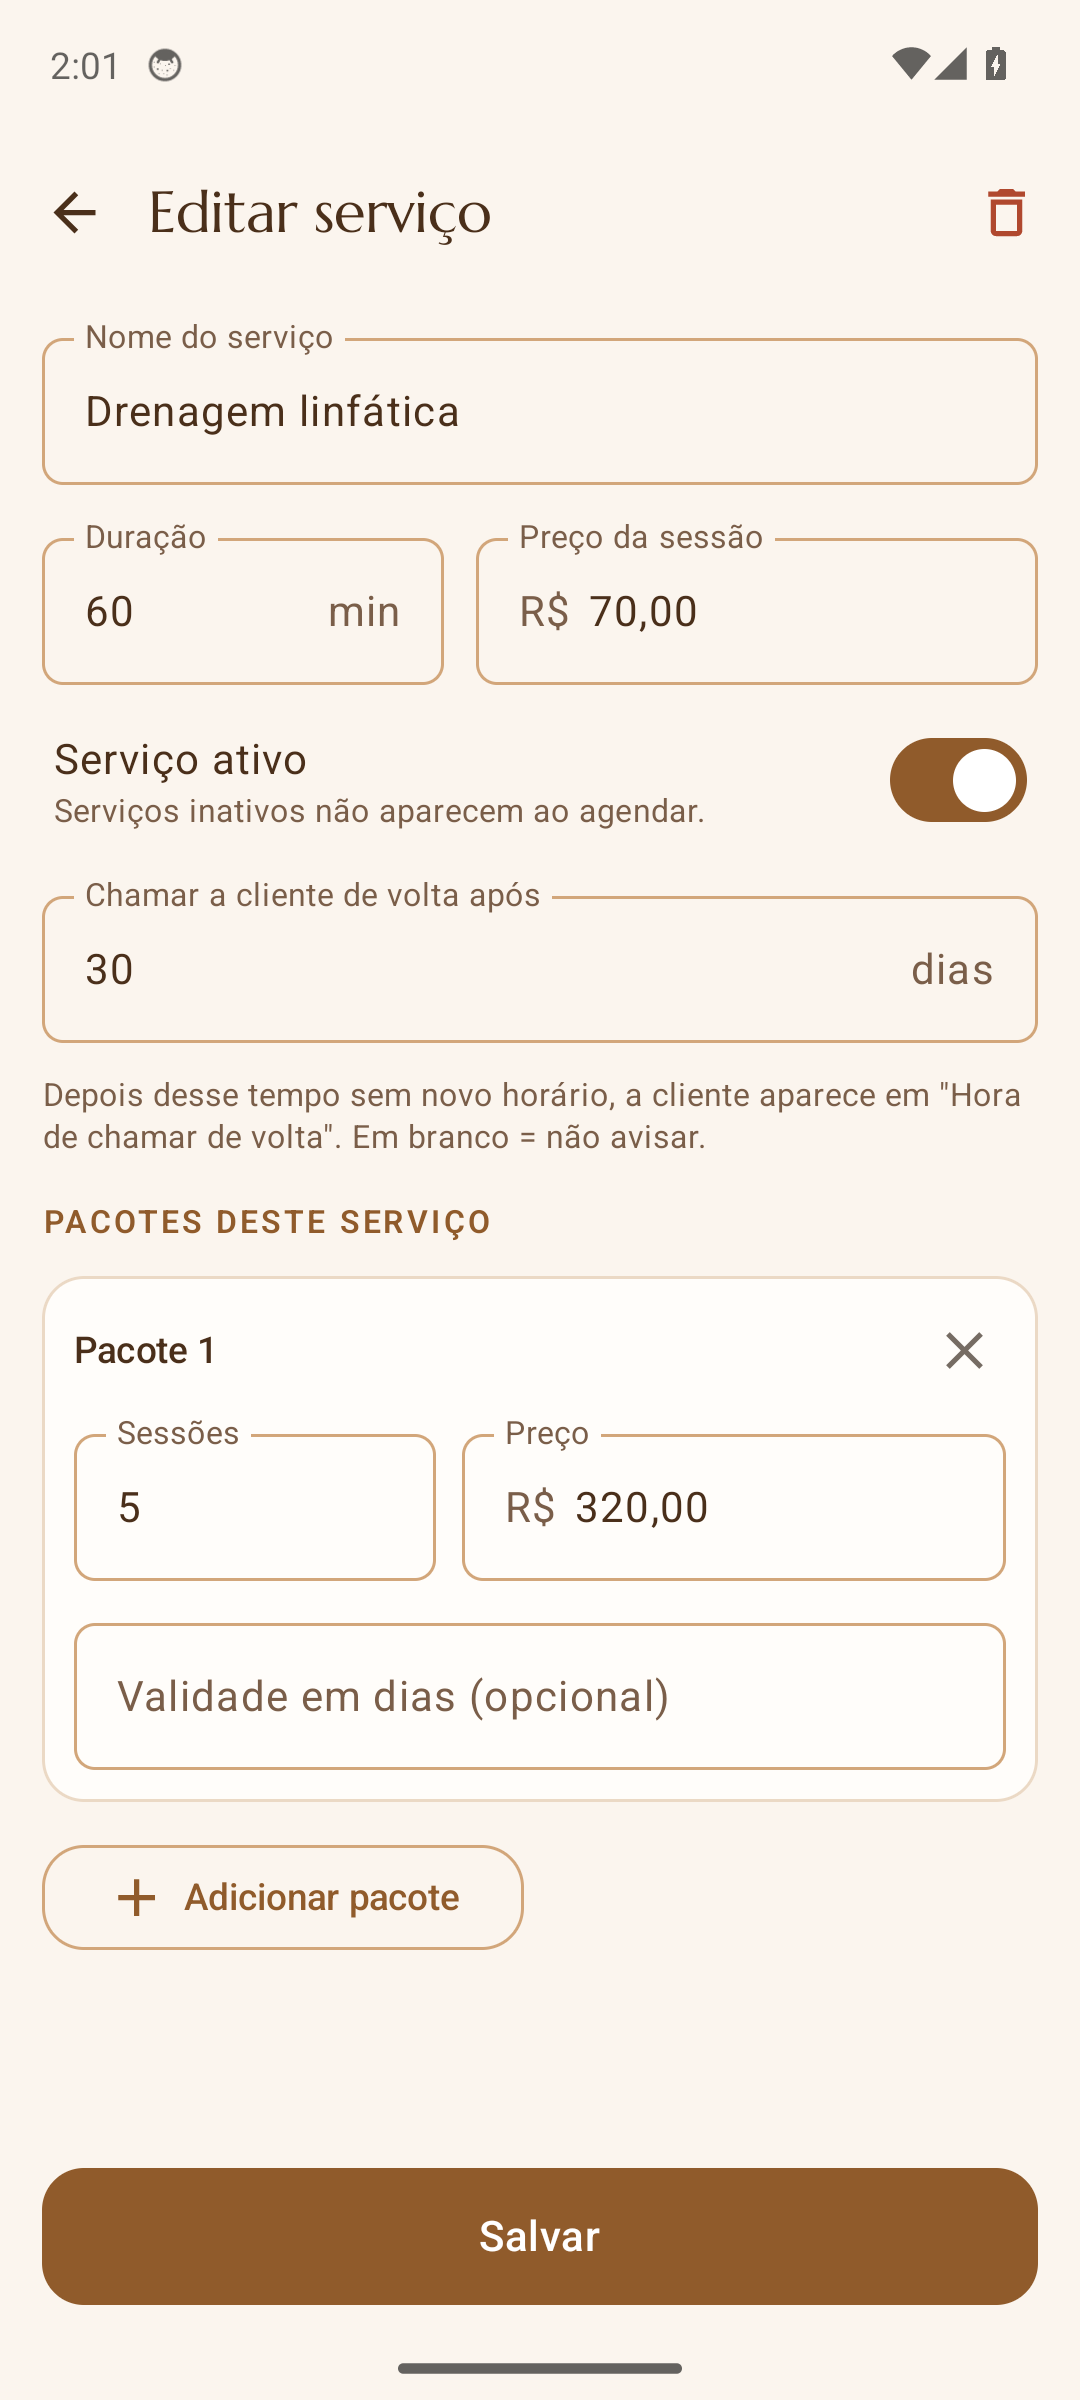 2:01
Editar serviço
Nome do serviço
Drenagem linfática
Duração
60 min
Preço da sessão
R$ 70,00
Serviço ativo
Serviços inativos não aparecem ao agendar.
Chamar a cliente de volta após
30 dias
Depois desse tempo sem novo horário, a cliente aparece em "Hora
de chamar de volta". Em branco = não avisar.
PACOTES DESTE SERVIÇO
Pacote 1
Sessões
5
Preço
R$ 320,00
Validade em dias (opcional)
Adicionar pacote
Salvar